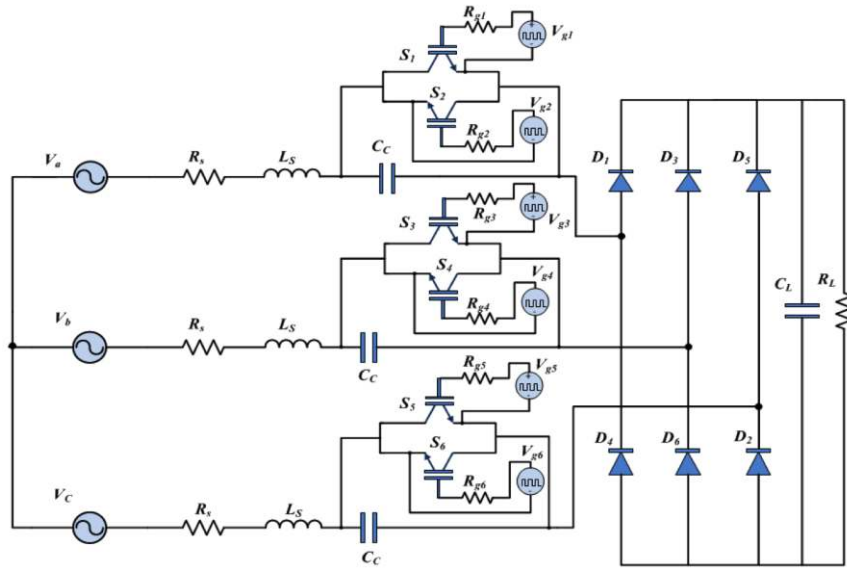 Rg1
Vg1
S1
S2
Vg2
Rg2
Va
Rs
LS
CC
D1
D3
D5
Rg3
Vg3
S3
S4
Vg4
Rg4
CL
RL
Vb
Rs
LS
CC
Rg5
Vg5
S5
S6
Vg6
Rg6
D4
D6
D2
VC
Rs
LS
CC